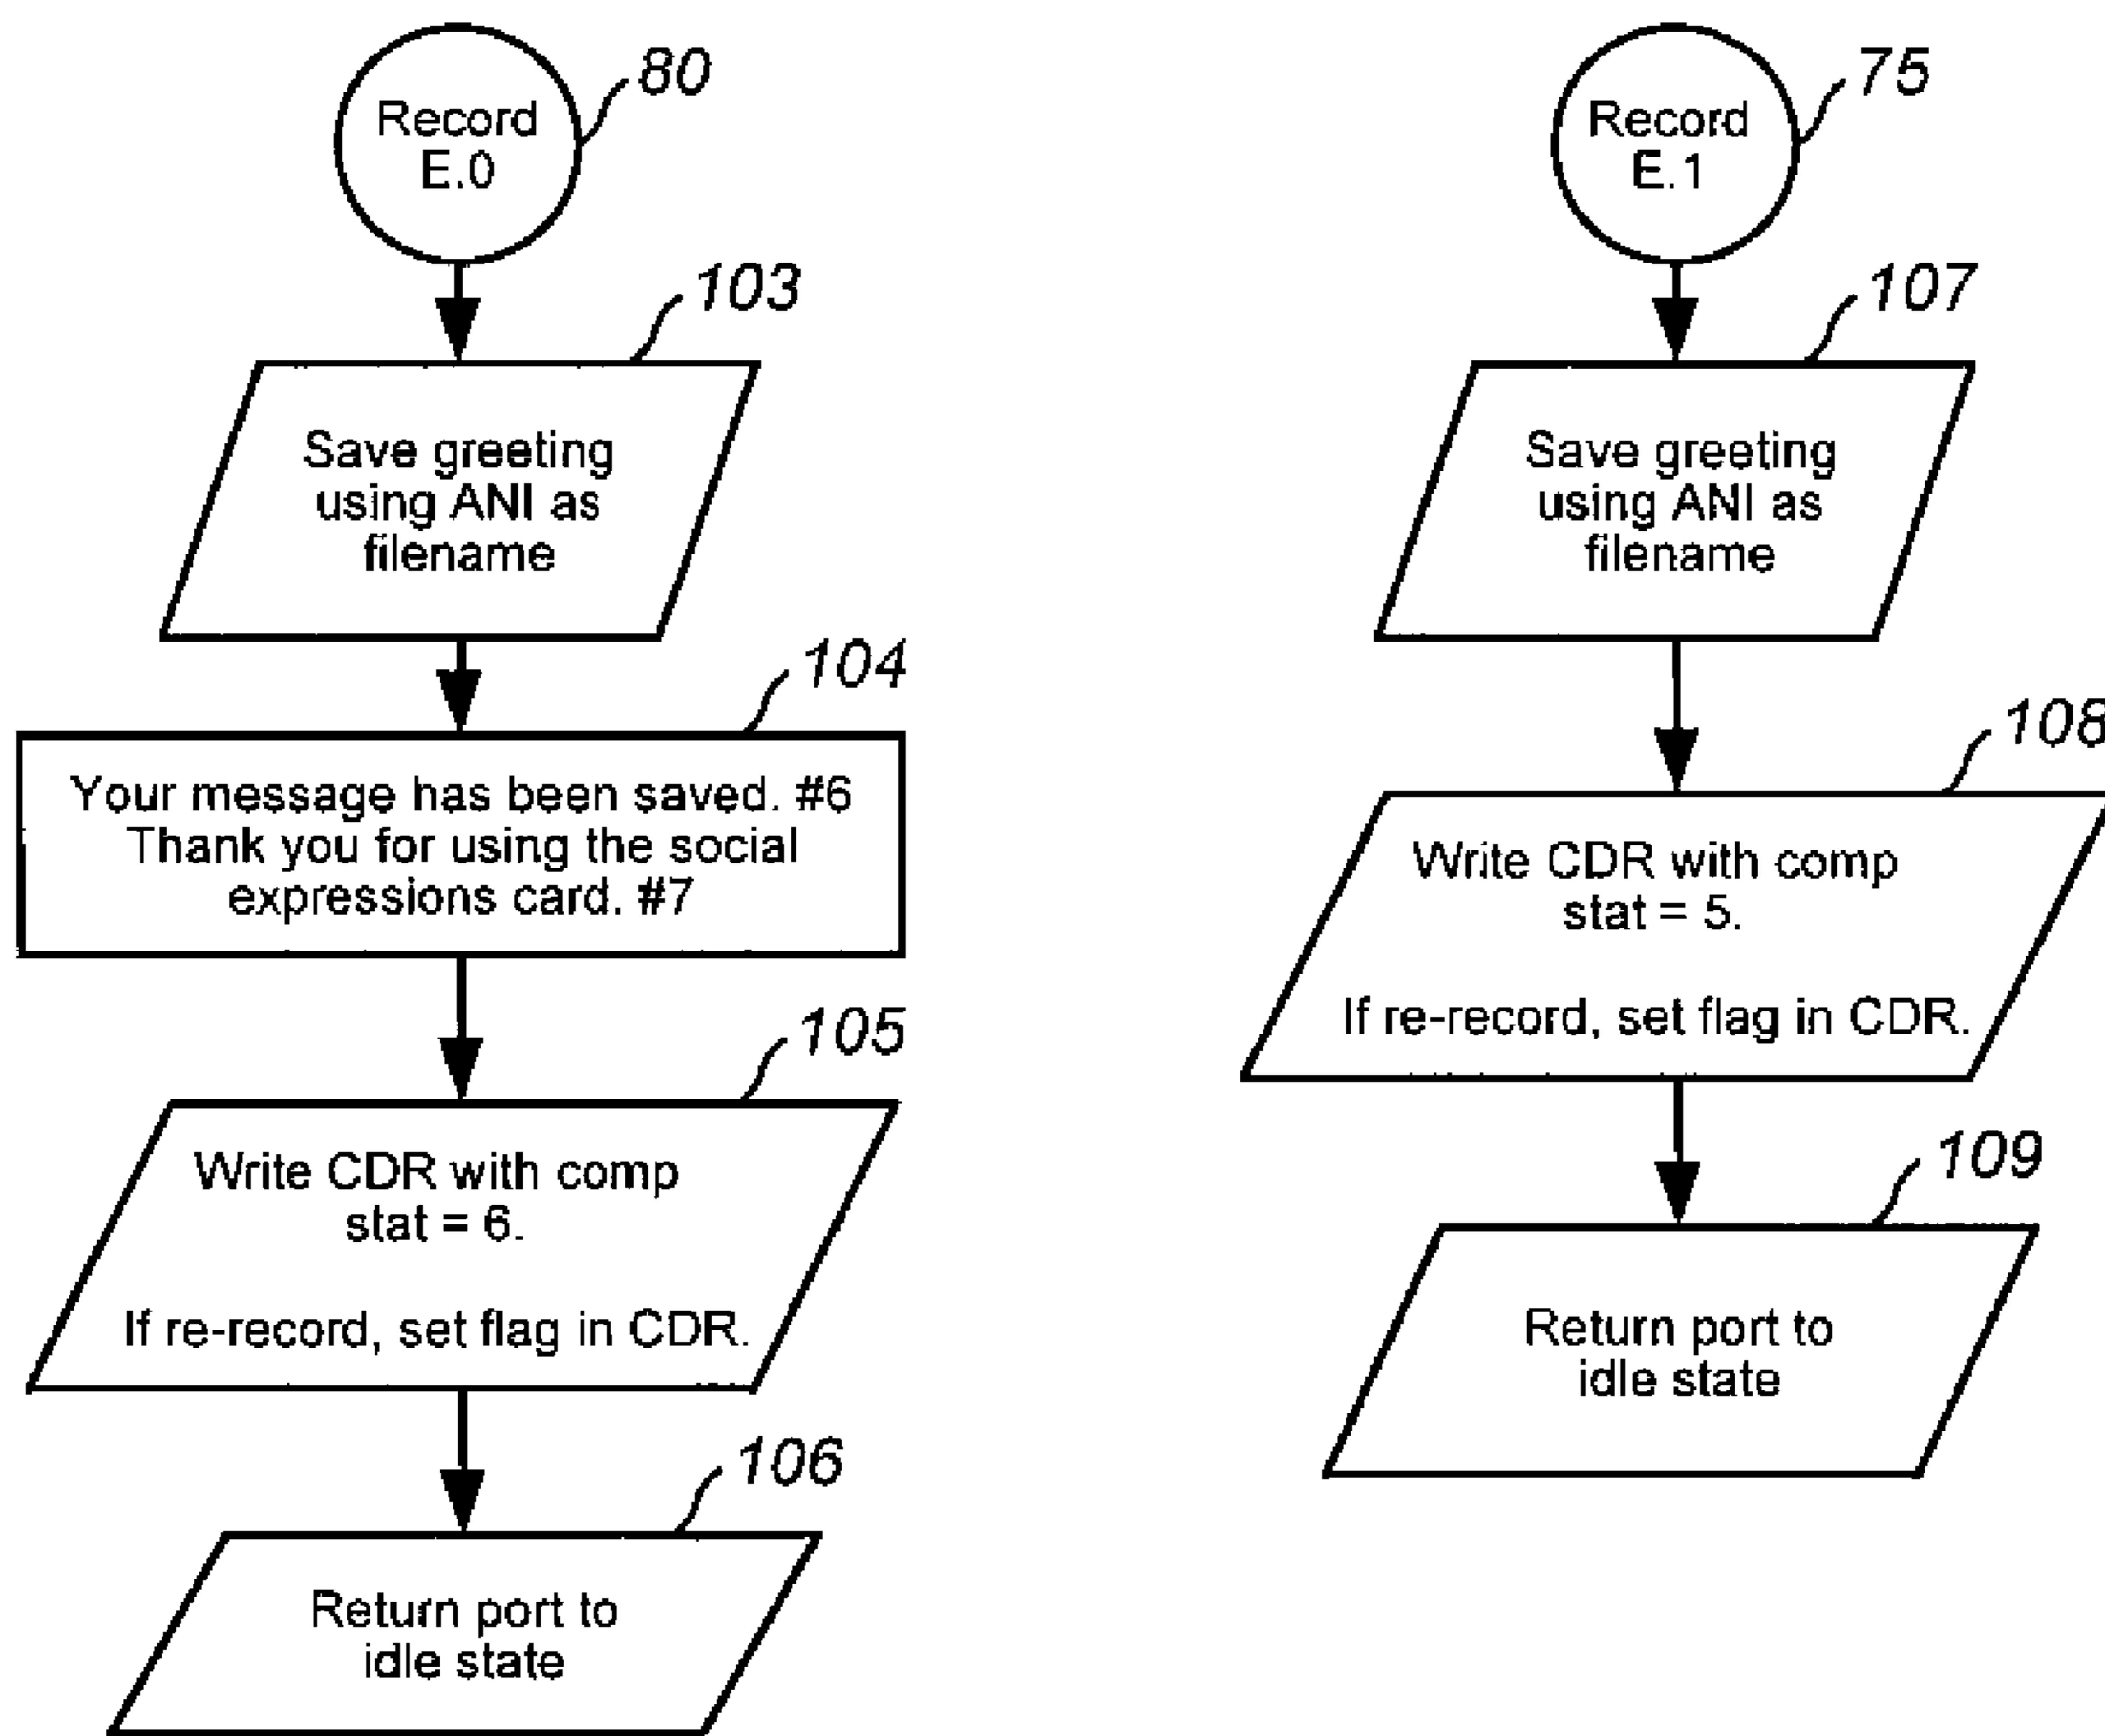 Record
E.0
80
103
Save greeting
using ANI as
filename
104
Your message has been saved. #6
Thank you for using the social
expressions card. #7
105
Write CDR with comp
stat = 6.
If re-record, set flag in CDR.
106
Return port to
idle state
Record
E.1
75
107
Save greeting
using ANI as
filename
108
Write CDR with comp
stat = 5.
If re-record, set flag in CDR.
109
Return port to
idle state